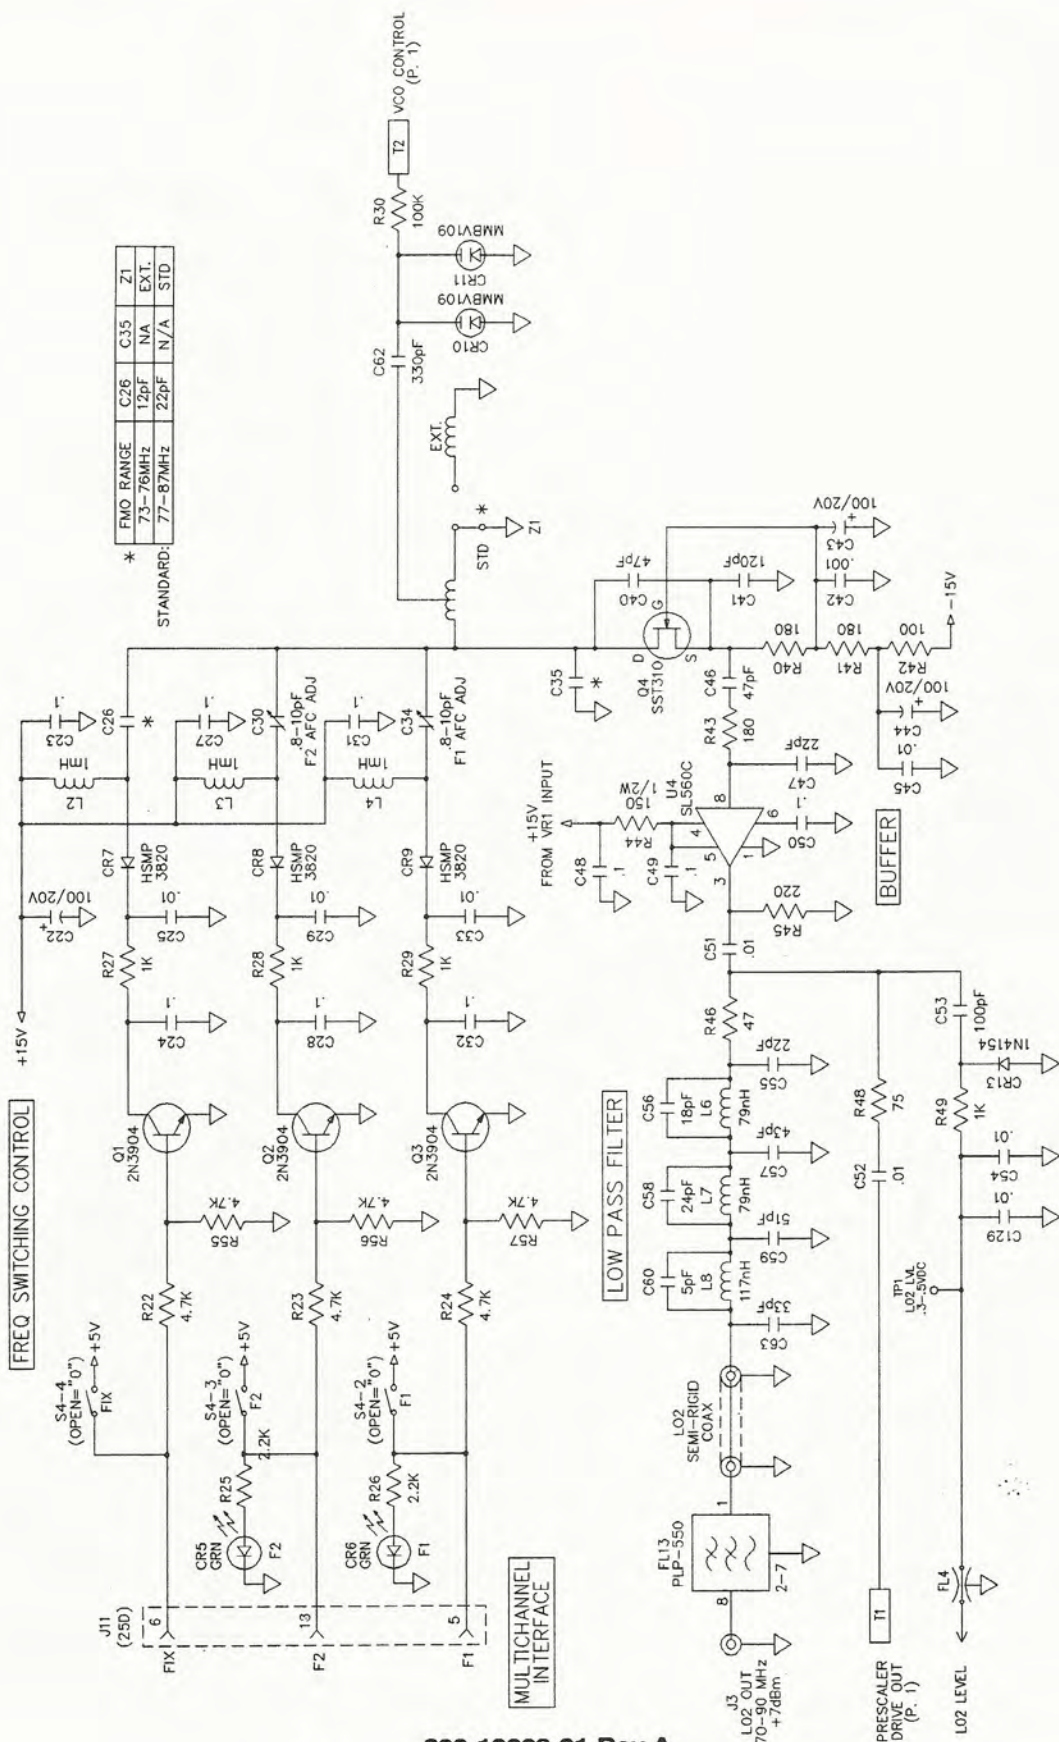 FREQ SWITCHING CONTROL
+15V
C22
100/20V
C23
.1
L2
1mH
C26
*
C27
.1
L3
1mH
C30
.8-10pF
F2 AFC ADJ
C31
.1
L4
1mH
C34
.8-10pF
F1 AFC ADJ
CR7
HSMP
3820
CR8
HSMP
3820
CR9
HSMP
3820
R27
1K
C25
.01
C24
.1
R28
1K
C29
.01
C28
.1
R29
1K
C33
.01
C32
.1
Q1
2N3904
Q2
2N3904
Q3
2N3904
R55
4.7K
R56
4.7K
R57
4.7K
R22
4.7K
R23
4.7K
R24
4.7K
S4-4
(OPEN="0")
FIX
+5V
S4-3
(OPEN="0")
F2
+5V
S4-2
(OPEN="0")
F1
+5V
R25
2.2K
R26
2.2K
CR5
GRN
F2
CR6
GRN
F1
J11
(25D)
6
FIX
13
F2
5
F1
MULTICHANNEL
INTERFACE
* FMO RANGE C26 C35 Z1
73-76MHz 12pF NA EXT.
STANDARD: 77-87MHz 22pF N/A STD
T2
VCO CONTROL
(P. 1)
R30
100K
CR11
MMBV109
CR10
MMBV109
C62
330pF
EXT.
STD
*
Z1
C35
*
C40
47pF
C41
120pF
Q4
SST310
D
G
S
C42
.001
C43
100/20V
R40
180
R41
180
R42
100
-15V
C44
100/20V
C45
.01
C46
47pF
R43
180
C47
22pF
U4
SL560C
8
4
5
3
1
6
C50
.1
R44
150
1/2W
+15V
FROM VR1 INPUT
C48
.1
C49
.1
BUFFER
R45
220
C51
.01
LOW PASS FILTER
R46
47
C55
22pF
C56
18pF
L6
79nH
C57
43pF
C58
24pF
L7
79nH
C59
51pF
C60
5pF
L8
117nH
C63
33pF
LO2
SEMI-RIGID
COAX
FL13
PLP-550
1
8
2-7
J3
LO2 OUT
70-90 MHz
+7dBm
R48
75
C52
.01
T1
PRESCALER
DRIVE OUT
(P. 1)
C53
100pF
CR13
1N4154
R49
1K
C54
.01
C129
.01
TP1
LO2 LVL
.3-.5VDC
FL4
LO2 LEVEL